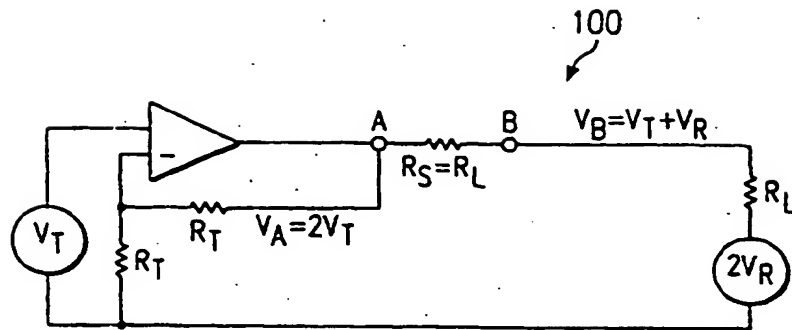 100
A
B
V_B=V_T+V_R
R_S=R_L
-
R_T
V_A=2V_T
R_L
V_T
R_T
2V_R